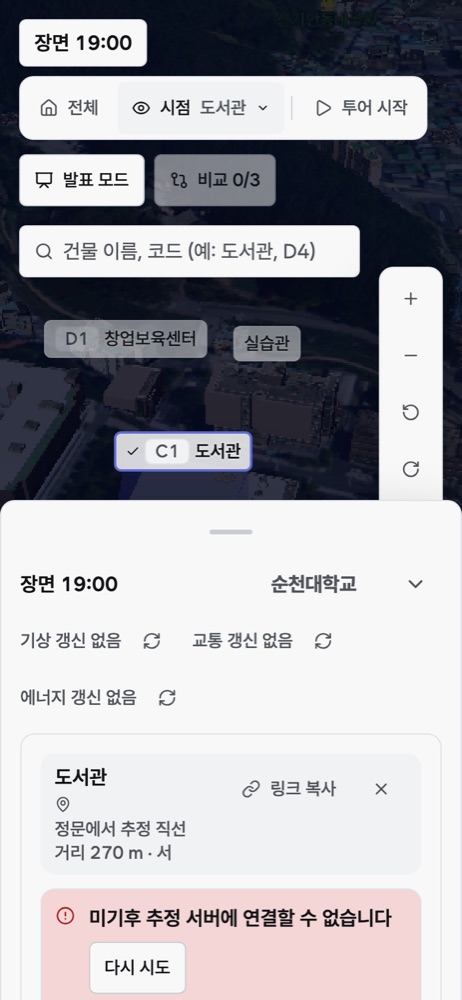 장면 19:00
전체 시점 도서관 투어 시작
발표 모드 비교 0/3
건물 이름, 코드 (예: 도서관, D4)
D1 창업보육센터 실습관
C1 도서관
장면 19:00 순천대학교
기상 갱신 없음 교통 갱신 없음
에너지 갱신 없음
도서관 링크 복사
정문에서 추정 직선
거리 270 m · 서
미기후 추정 서버에 연결할 수 없습니다
다시 시도